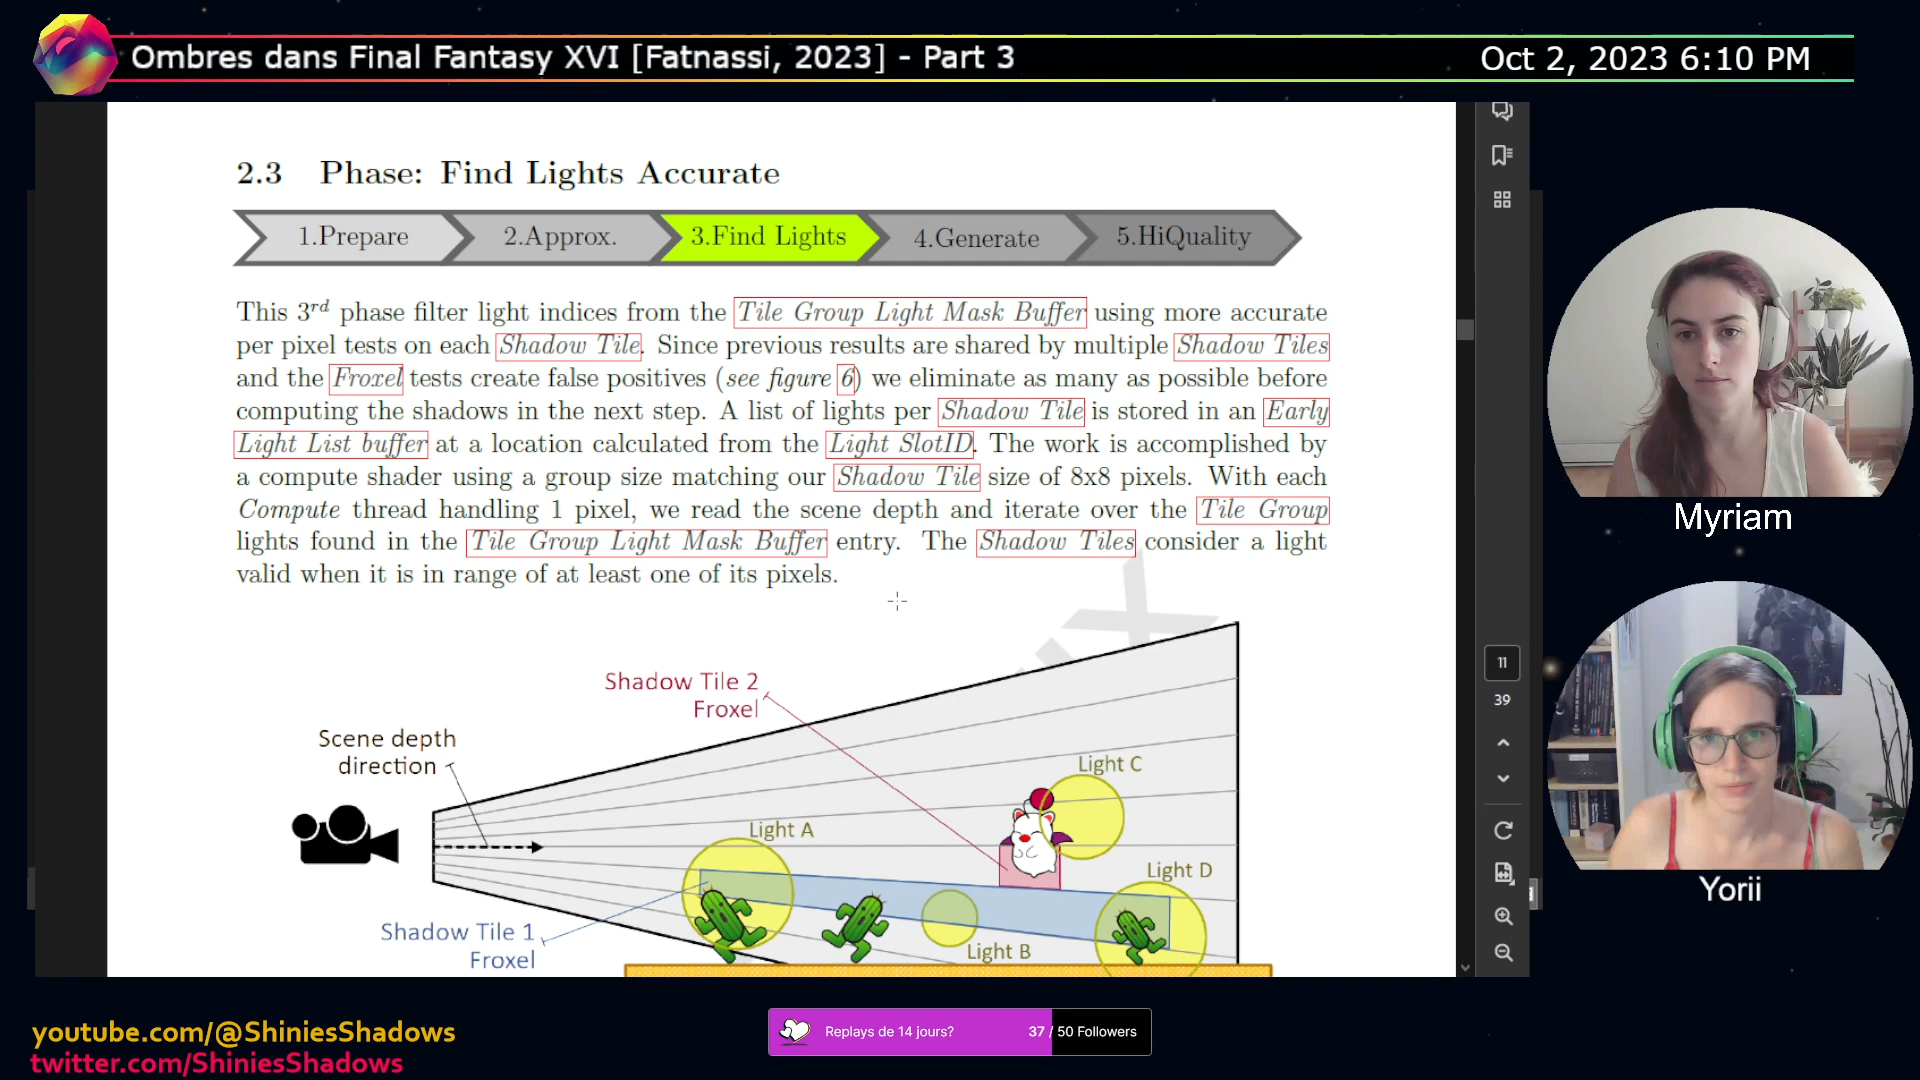 Ombres dans Final Fantasy XVI [Fatnassi, 2023] - Part 3
Oct 2, 2023 6:10 PM
2.3 Phase: Find Lights Accurate
1.Prepare
2.Approx.
3.Find Lights
4.Generate
5.HiQuality
This 3rd phase filter light indices from the Tile Group Light Mask Buffer using more accurate
per pixel tests on each Shadow Tile. Since previous results are shared by multiple Shadow Tiles
and the Froxel tests create false positives (see figure 6) we eliminate as many as possible before
computing the shadows in the next step. A list of lights per Shadow Tile is stored in an Early
Light List buffer at a location calculated from the Light SlotID. The work is accomplished by
a compute shader using a group size matching our Shadow Tile size of 8x8 pixels. With each
Compute thread handling 1 pixel, we read the scene depth and iterate over the Tile Group
lights found in the Tile Group Light Mask Buffer entry. The Shadow Tiles consider a light
valid when it is in range of at least one of its pixels.
Shadow Tile 2
Froxel
Scene depth
direction
Light C
Light A
Light D
Shadow Tile 1
Froxel
Light B
11
39
Myriam
Yorii
youtube.com/@ShiniesShadows
twitter.com/ShiniesShadows
Replays de 14 jours?
37 / 50 Followers